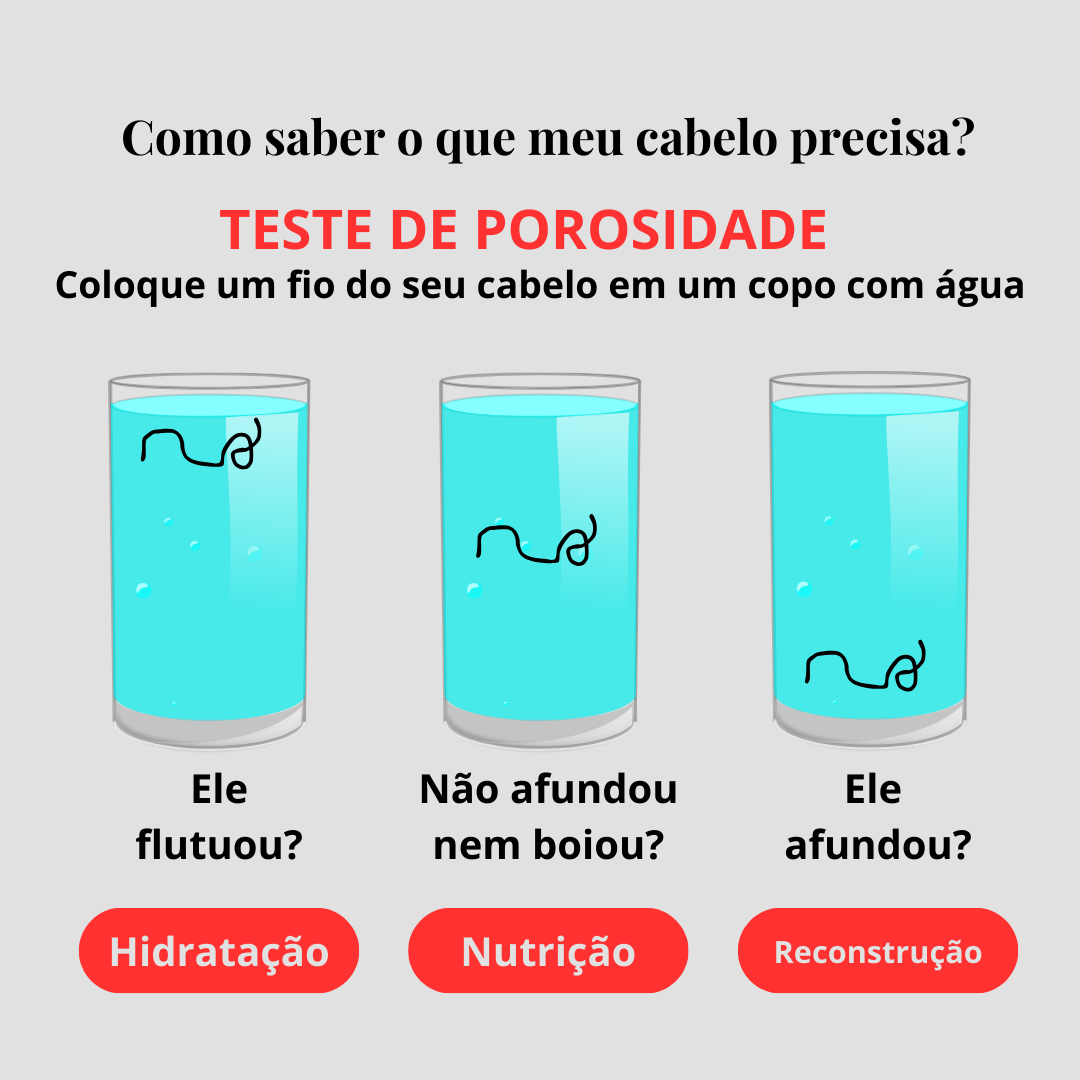 Como saber o que meu cabelo precisa?
TESTE DE POROSIDADE
Coloque um fio do seu cabelo em um copo com água
Ele
flutuou?
Não afundou
nem boiou?
Ele
afundou?
Hidratação
Nutrição
Reconstrução